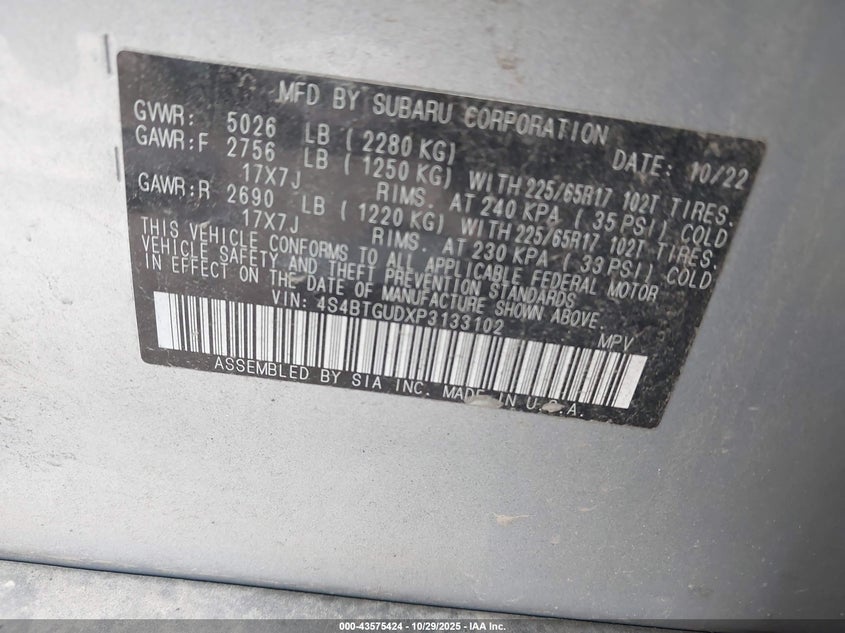 MFD BY SUBARU CORPORATION DATE: 10/22
GVWR: 5026 LB ( 2280 KG)
GAWR:F 2756 LB ( 1250 KG) WITH 225/65R17 102T TIRES.
17X7J RIMS. AT 240 KPA ( 35 PSI) COLD
GAWR:R 2690 LB ( 1220 KG) WITH 225/65R17 102T TIRES.
17X7J RIMS. AT 230 KPA ( 33 PSI) COLD
THIS VEHICLE CONFORMS TO ALL APPLICABLE FEDERAL MOTOR
VEHICLE SAFETY AND THEFT PREVENTION STANDARDS
IN EFFECT ON THE DATE OF MANUFACTURE SHOWN ABOVE.
VIN: 4S4BTGUDXP3133102 MPV
ASSEMBLED BY SIA INC. MADE IN U.S.A.
000-43575424 | 10/29/2025 - IAA Inc.